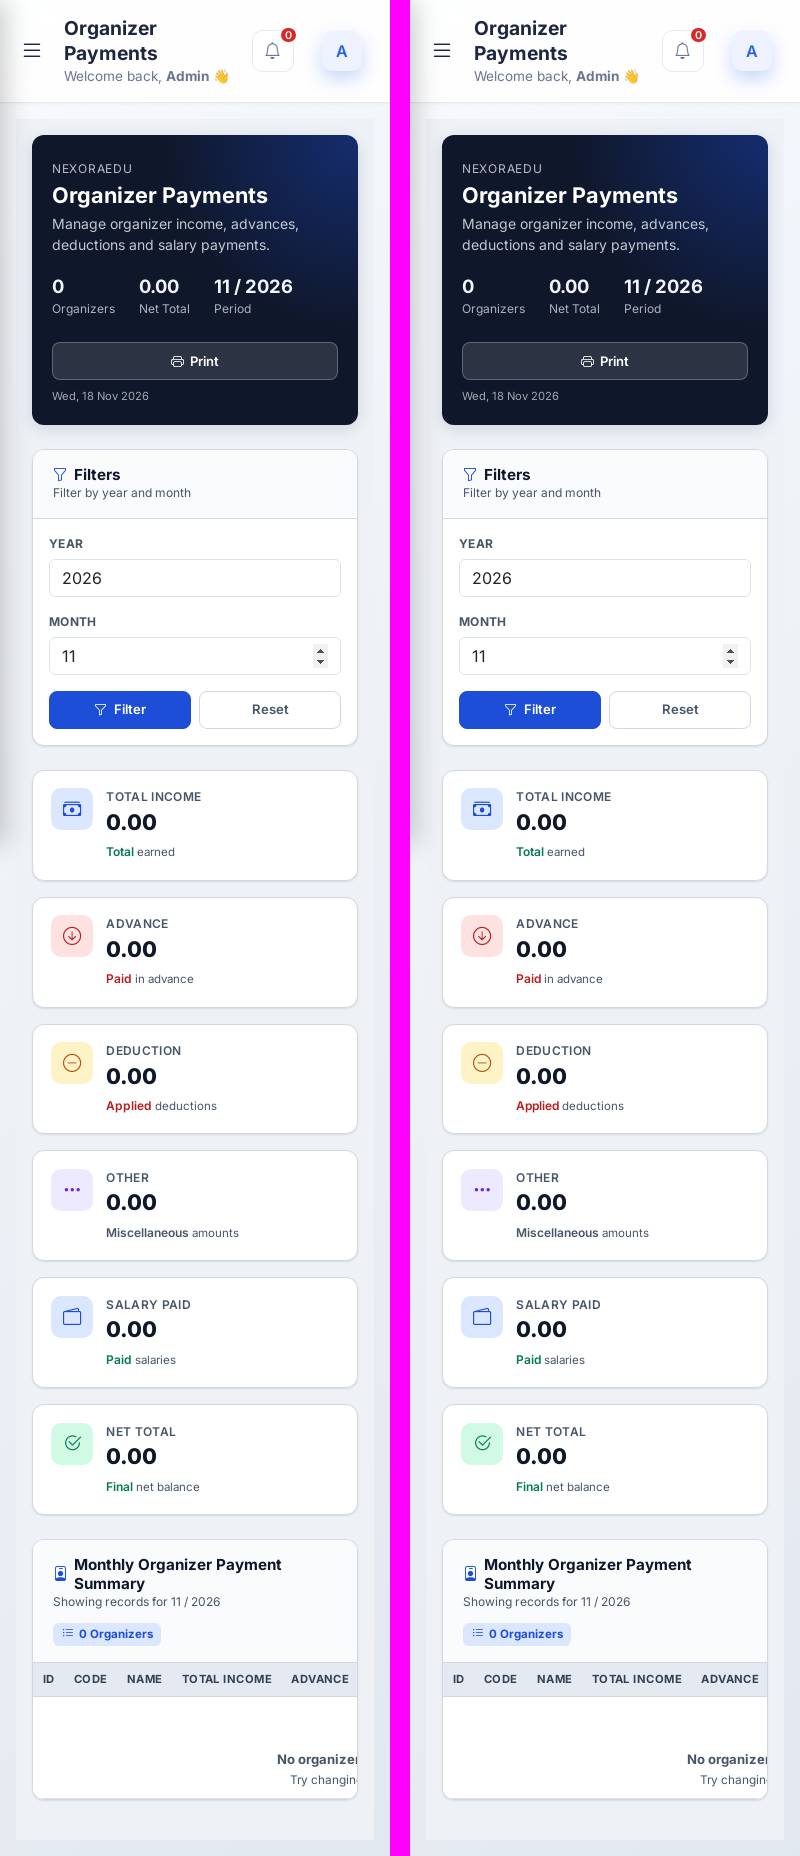 Organizer
Payments
Welcome back, Admin 👋
0
A
NEXORAEDU
Organizer Payments
Manage organizer income, advances,
deductions and salary payments.
0 0.00 11 / 2026
Organizers Net Total Period
Print
Wed, 18 Nov 2026
Filters
Filter by year and month
YEAR
2026
MONTH
11
Filter Reset
TOTAL INCOME
0.00
Total earned
ADVANCE
0.00
Paid in advance
DEDUCTION
0.00
Applied deductions
OTHER
0.00
Miscellaneous amounts
SALARY PAID
0.00
Paid salaries
NET TOTAL
0.00
Final net balance
Monthly Organizer Payment
Summary
Showing records for 11 / 2026
0 Organizers
ID CODE NAME TOTAL INCOME ADVANCE
No organizer
Try changing
Organizer
Payments
Welcome back, Admin 👋
0
A
NEXORAEDU
Organizer Payments
Manage organizer income, advances,
deductions and salary payments.
0 0.00 11 / 2026
Organizers Net Total Period
Print
Wed, 18 Nov 2026
Filters
Filter by year and month
YEAR
2026
MONTH
11
Filter Reset
TOTAL INCOME
0.00
Total earned
ADVANCE
0.00
Paid in advance
DEDUCTION
0.00
Applied deductions
OTHER
0.00
Miscellaneous amounts
SALARY PAID
0.00
Paid salaries
NET TOTAL
0.00
Final net balance
Monthly Organizer Payment
Summary
Showing records for 11 / 2026
0 Organizers
ID CODE NAME TOTAL INCOME ADVANCE
No organizer
Try changing